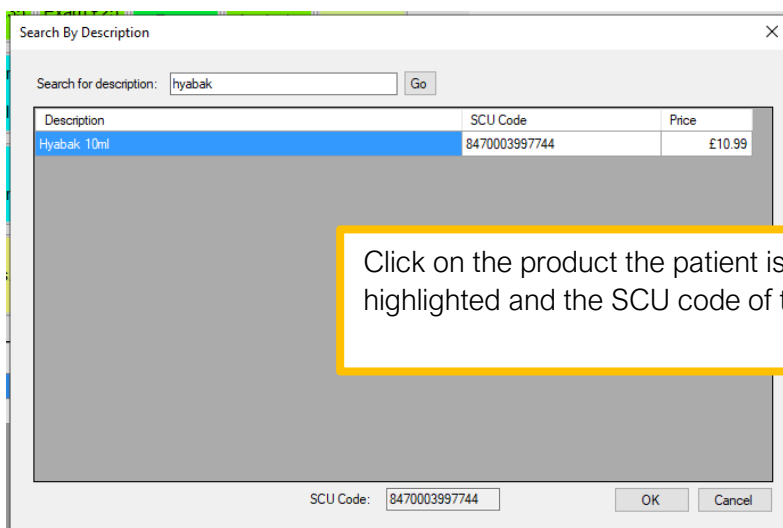 Search By Description
Search for description: hyabak Go
Description SCU Code Price
Hyabak 10ml 8470003997744 £10.99
Click on the product the patient is
highlighted and the SCU code of
SCU Code: 8470003997744 OK Cancel